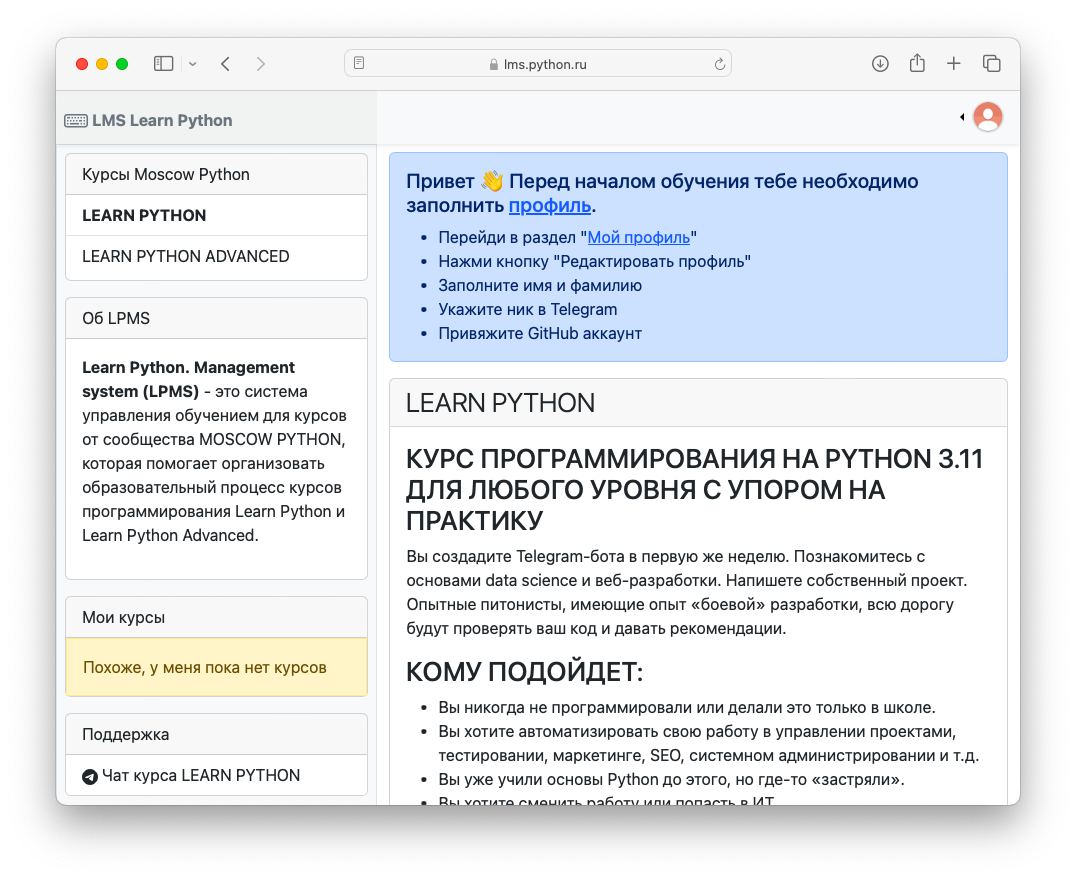 lms.python.ru
LMS Learn Python
Курсы Moscow Python
LEARN PYTHON
LEARN PYTHON ADVANCED
Об LPMS
Learn Python. Management
system (LPMS) - это система
управления обучением для курсов
от сообщества MOSCOW PYTHON,
которая помогает организовать
образовательный процесс курсов
программирования Learn Python и
Learn Python Advanced.
Мои курсы
Похоже, у меня пока нет курсов
Поддержка
Чат курса LEARN PYTHON
Привет 👋 Перед началом обучения тебе необходимо
заполнить профиль.
• Перейди в раздел "Мой профиль"
• Нажми кнопку "Редактировать профиль"
• Заполните имя и фамилию
• Укажите ник в Telegram
• Привяжите GitHub аккаунт
LEARN PYTHON
КУРС ПРОГРАММИРОВАНИЯ НА PYTHON 3.11
ДЛЯ ЛЮБОГО УРОВНЯ С УПОРОМ НА
ПРАКТИКУ
Вы создадите Telegram-бота в первую же неделю. Познакомитесь с
основами data science и веб-разработки. Напишете собственный проект.
Опытные питонисты, имеющие опыт «боевой» разработки, всю дорогу
будут проверять ваш код и давать рекомендации.
КОМУ ПОДОЙДЕТ:
• Вы никогда не программировали или делали это только в школе.
• Вы хотите автоматизировать свою работу в управлении проектами,
тестировании, маркетинге, SEO, системном администрировании и т.д.
• Вы уже учили основы Python до этого, но где-то «застряли».
• Вы хотите сменить работу или попасть в ИТ